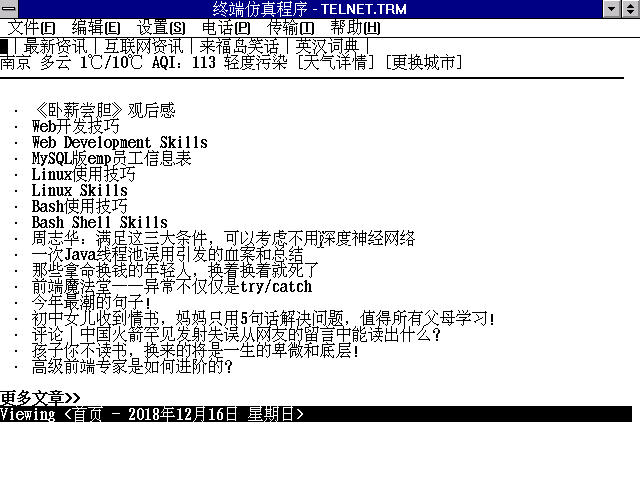 终端仿真程序 - TELNET.TRM
文件(F) 编辑(E) 设置(S) 电话(P) 传输(T) 帮助(H)
| 最新资讯 | 互联网资讯 | 来福岛笑话 | 英汉词典 |
南京 多云 1℃/10℃ AQI: 113 轻度污染 [天气详情] [更换城市]
· 《卧薪尝胆》观后感
· Web开发技巧
· Web Development Skills
· MySQL版emp员工信息表
· Linux使用技巧
· Linux Skills
· Bash使用技巧
· Bash Shell Skills
· 周志华：满足这三大条件，可以考虑不用深度神经网络
· 一次Java线程池误用引发的血案和总结
· 那些拿命换钱的年轻人，换着换着就死了
· 前端魔法堂——异常不仅仅是try/catch
· 今年最潮的句子！
· 初中女儿收到情书，妈妈只用5句话解决问题，值得所有父母学习！
· 评论｜中国火箭罕见发射失误从网友的留言中能读出什么？
· 孩子你不读书，换来的将是一生的卑微和底层！
· 高级前端专家是如何进阶的？
更多文章>>
Viewing <首页 - 2018年12月16日 星期日>